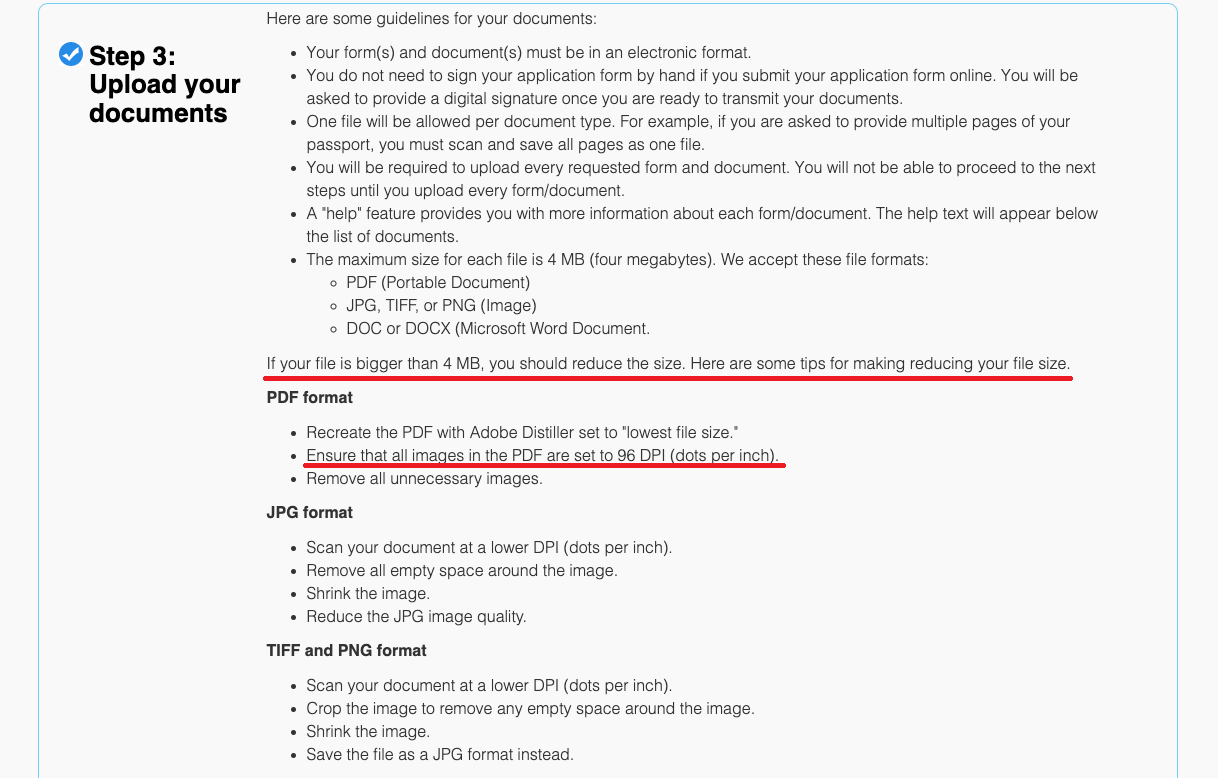 Step 3:
Upload your
documents
Here are some guidelines for your documents:
Your form(s) and document(s) must be in an electronic format.
You do not need to sign your application form by hand if you submit your application form online. You will be
asked to provide a digital signature once you are ready to transmit your documents.
One file will be allowed per document type. For example, if you are asked to provide multiple pages of your
passport, you must scan and save all pages as one file.
You will be required to upload every requested form and document. You will not be able to proceed to the next
steps until you upload every form/document.
A "help" feature provides you with more information about each form/document. The help text will appear below
the list of documents.
The maximum size for each file is 4 MB (four megabytes). We accept these file formats:
PDF (Portable Document)
JPG, TIFF, or PNG (Image)
DOC or DOCX (Microsoft Word Document.
If your file is bigger than 4 MB, you should reduce the size. Here are some tips for making reducing your file size.
PDF format
Recreate the PDF with Adobe Distiller set to "lowest file size."
Ensure that all images in the PDF are set to 96 DPI (dots per inch).
Remove all unnecessary images.
JPG format
Scan your document at a lower DPI (dots per inch).
Remove all empty space around the image.
Shrink the image.
Reduce the JPG image quality.
TIFF and PNG format
Scan your document at a lower DPI (dots per inch).
Crop the image to remove any empty space around the image.
Shrink the image.
Save the file as a JPG format instead.